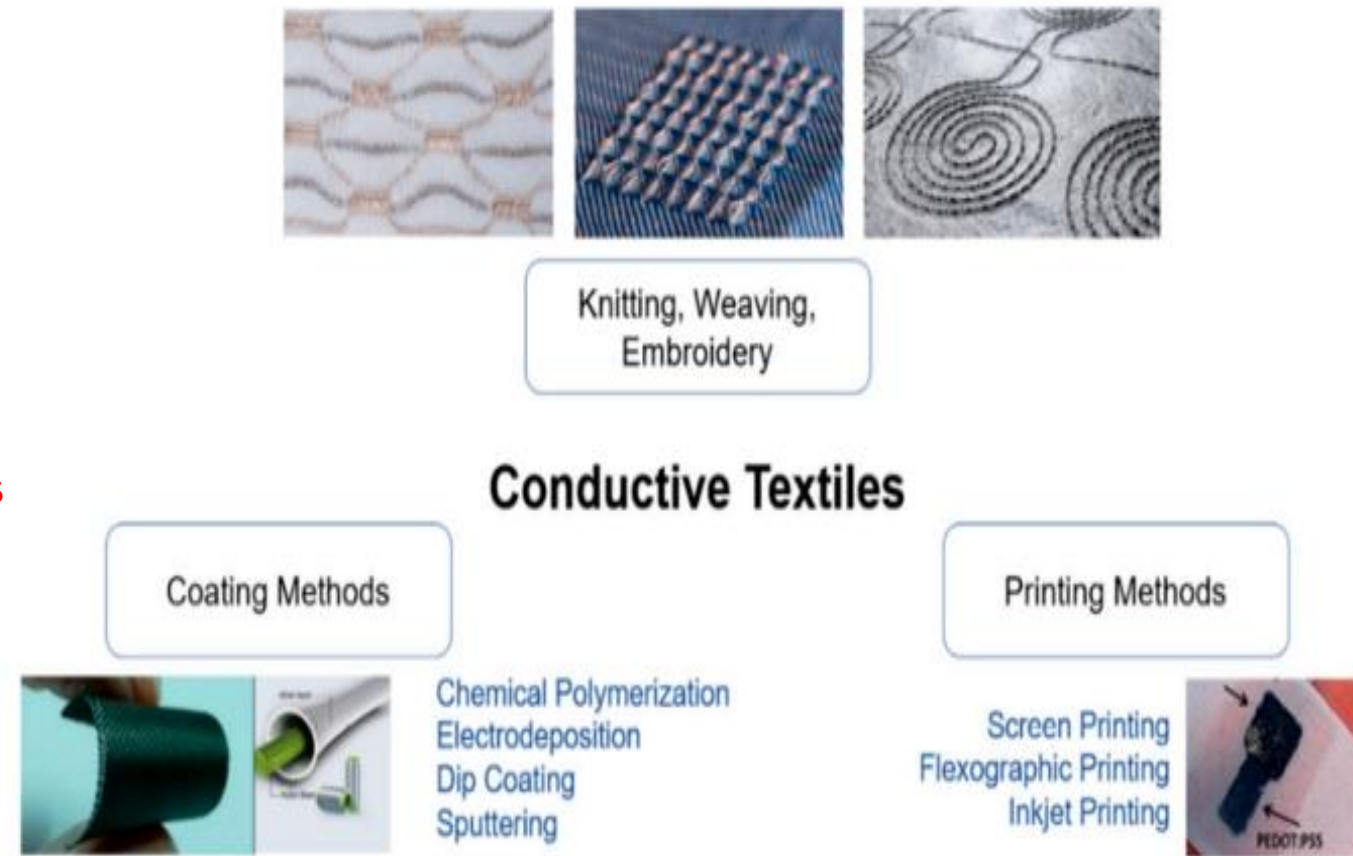 Knitting, Weaving,
Embroidery
s
Conductive Textiles
Coating Methods
Printing Methods
Chemical Polymerization
Electrodeposition
Dip Coating
Sputtering
Screen Printing
Flexographic Printing
Inkjet Printing
PEDOT:PSS